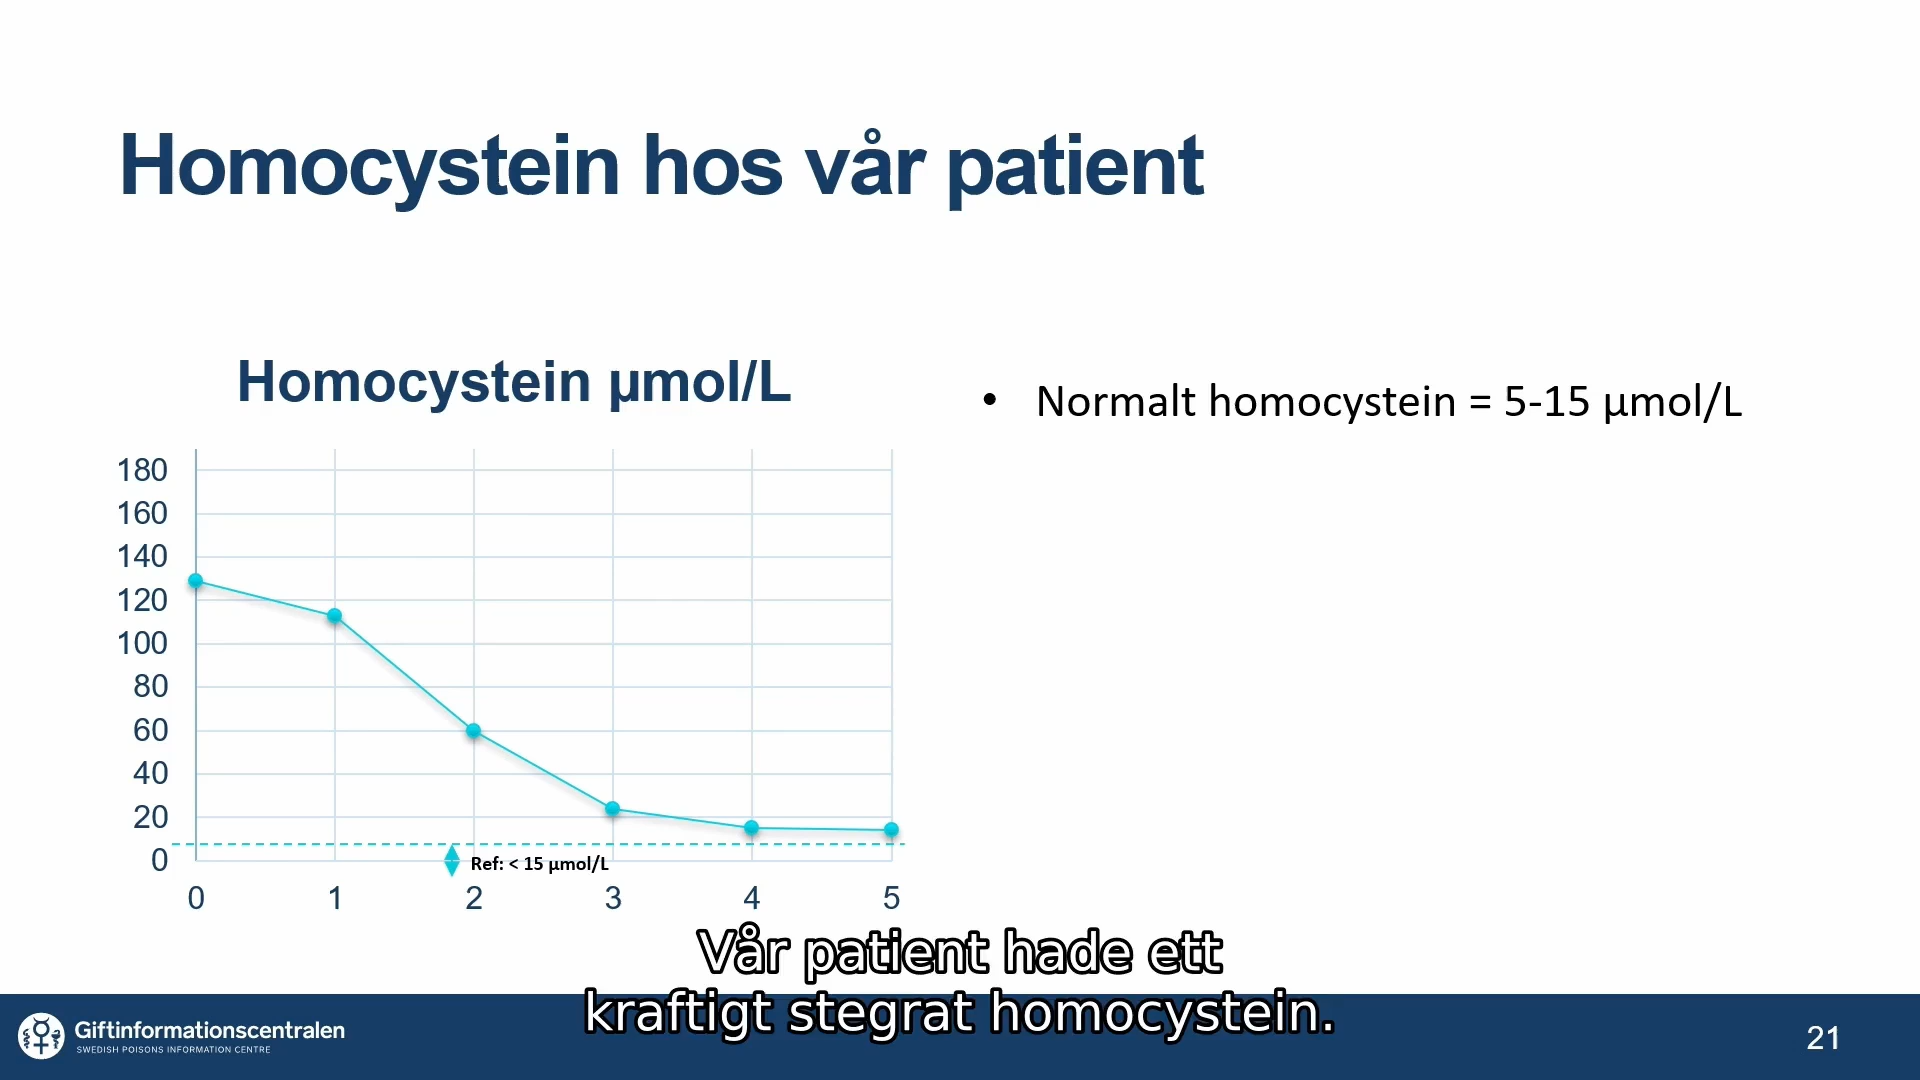 Homocystein hos vår patient
Homocystein µmol/L
• Normalt homocystein = 5-15 µmol/L
180
160
140
120
100
80
60
40
20
0
Ref: < 15 µmol/L
0 1 2 3 4 5
Vår patient hade ett
kraftigt stegrat homocystein.
Giftinformationscentralen
SWEDISH POISONS INFORMATION CENTRE
21